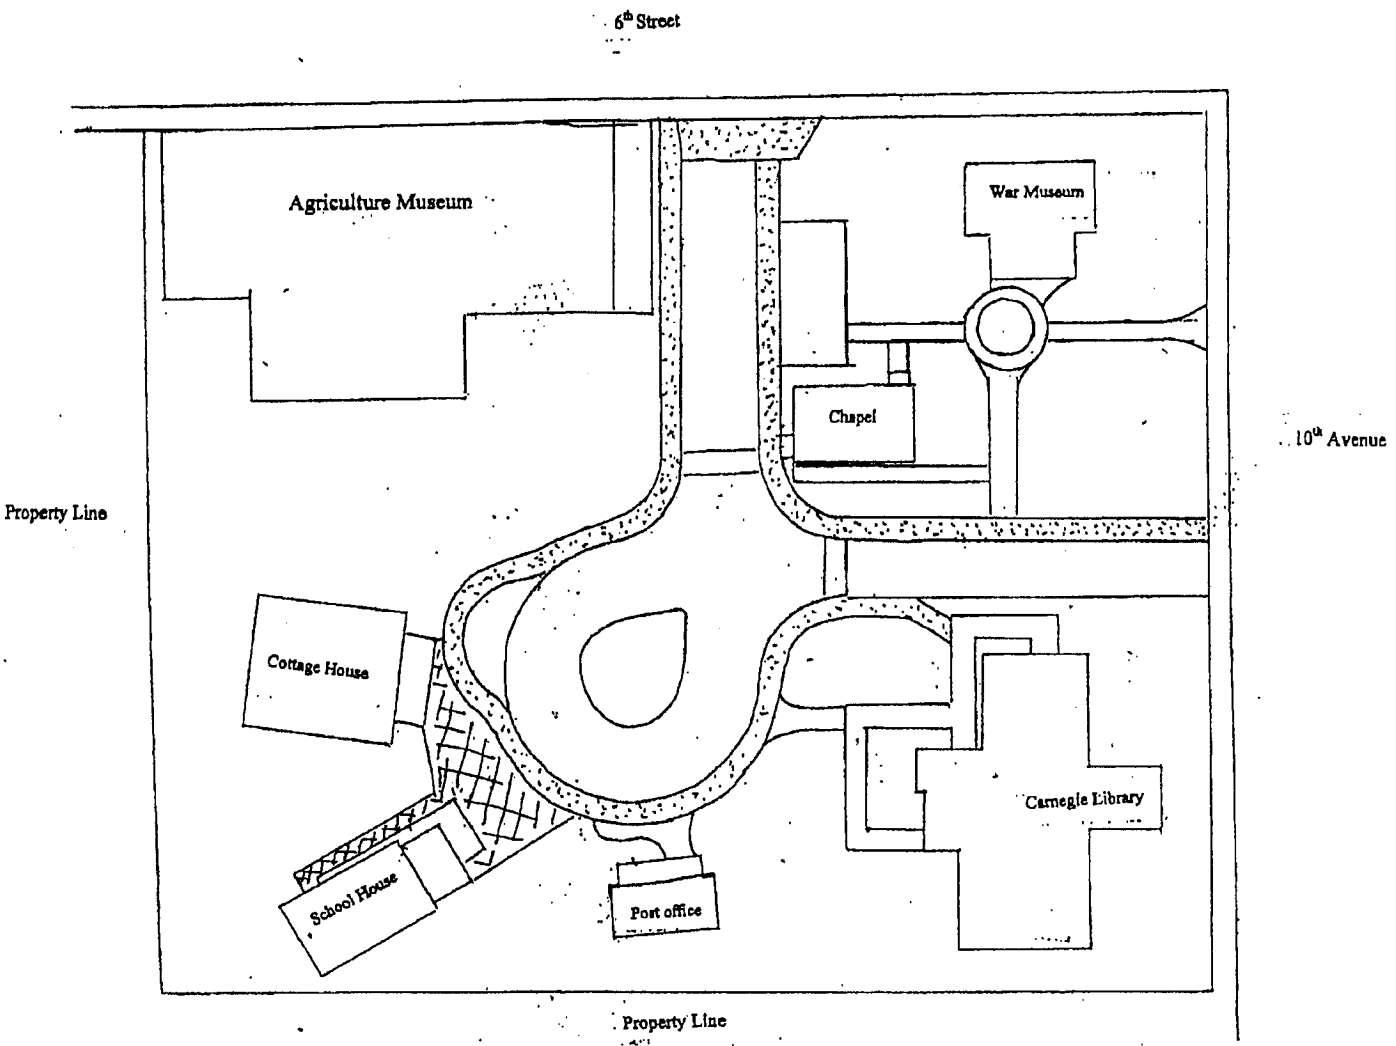 6th Street
Agriculture Museum
War Museum
Chapel
10th Avenue
Property Line
Cottage House
Carnegie Library
School House
Post office
Property Line